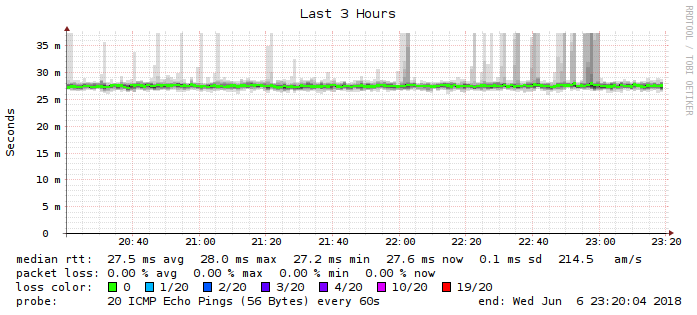 Last 3 Hours
RRDTOOL / TOBI OETIKER
Seconds
35 m
30 m
25 m
20 m
15 m
10 m
5 m
0
20:40 21:00 21:20 21:40 22:00 22:20 22:40 23:00 23:20
median rtt: 27.5 ms avg 28.0 ms max 27.2 ms min 27.6 ms now 0.1 ms sd 214.5 am/s
packet loss: 0.00 % avg 0.00 % max 0.00 % min 0.00 % now
loss color: 0 1/20 2/20 3/20 4/20 10/20 19/20
probe: 20 ICMP Echo Pings (56 Bytes) every 60s end: Wed Jun 6 23:20:04 2018